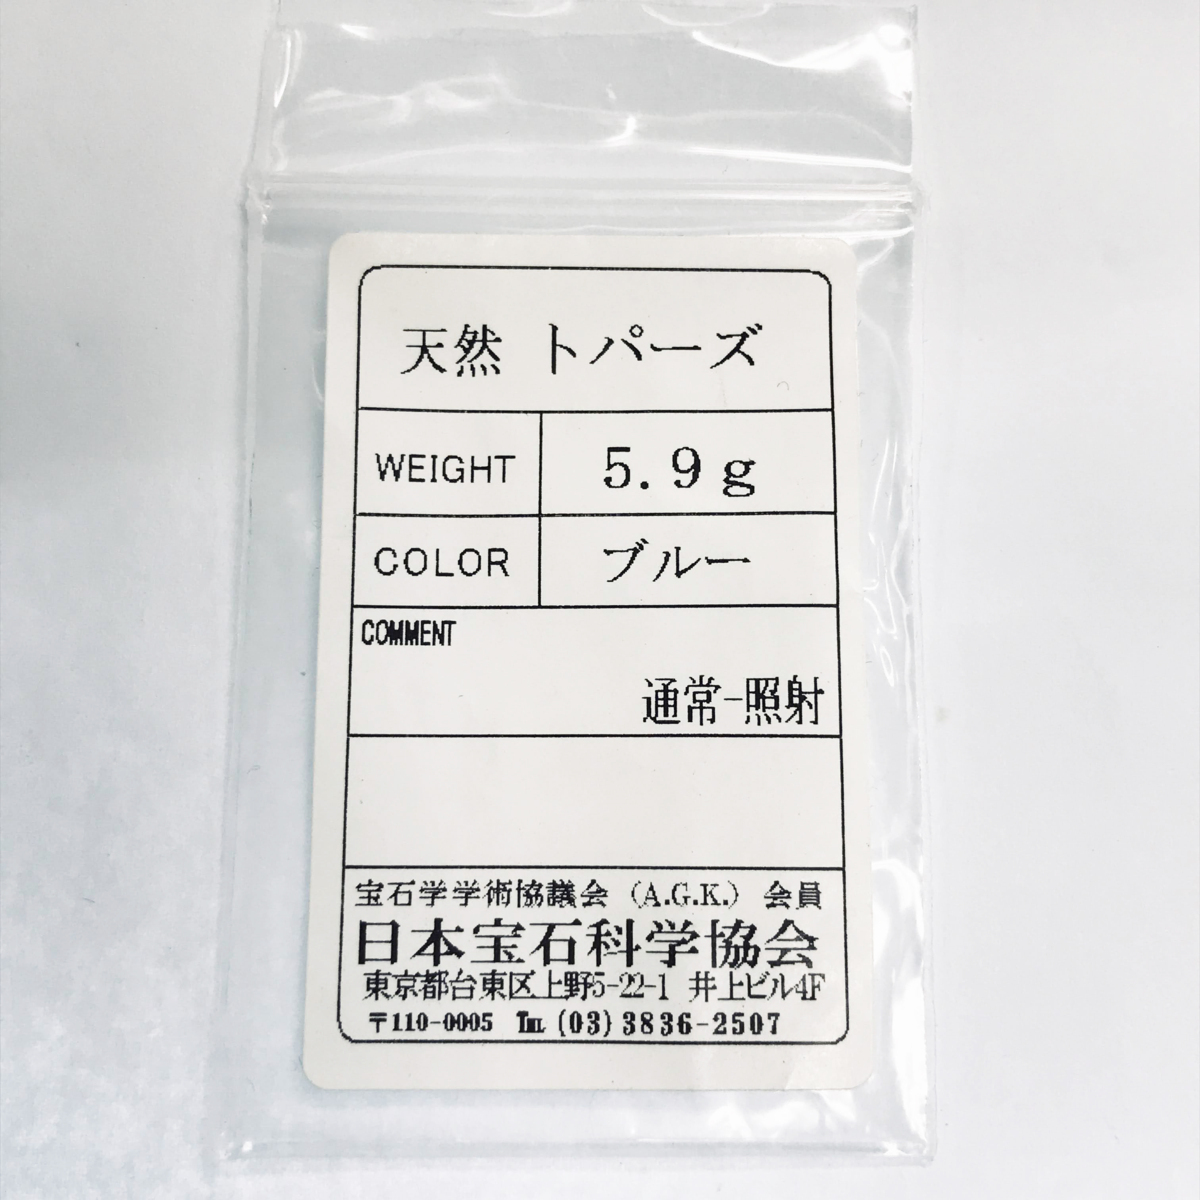 天然 トパーズ
WEIGHT 5.9g
COLOR ブルー
COMMENT
通常-照射
宝石学学術協議会 (A.G.K.) 会員
日本宝石科学協会
東京都台東区上野5-22-1 井上ビル4F
〒110-0005 ℡ (03) 3836-2507